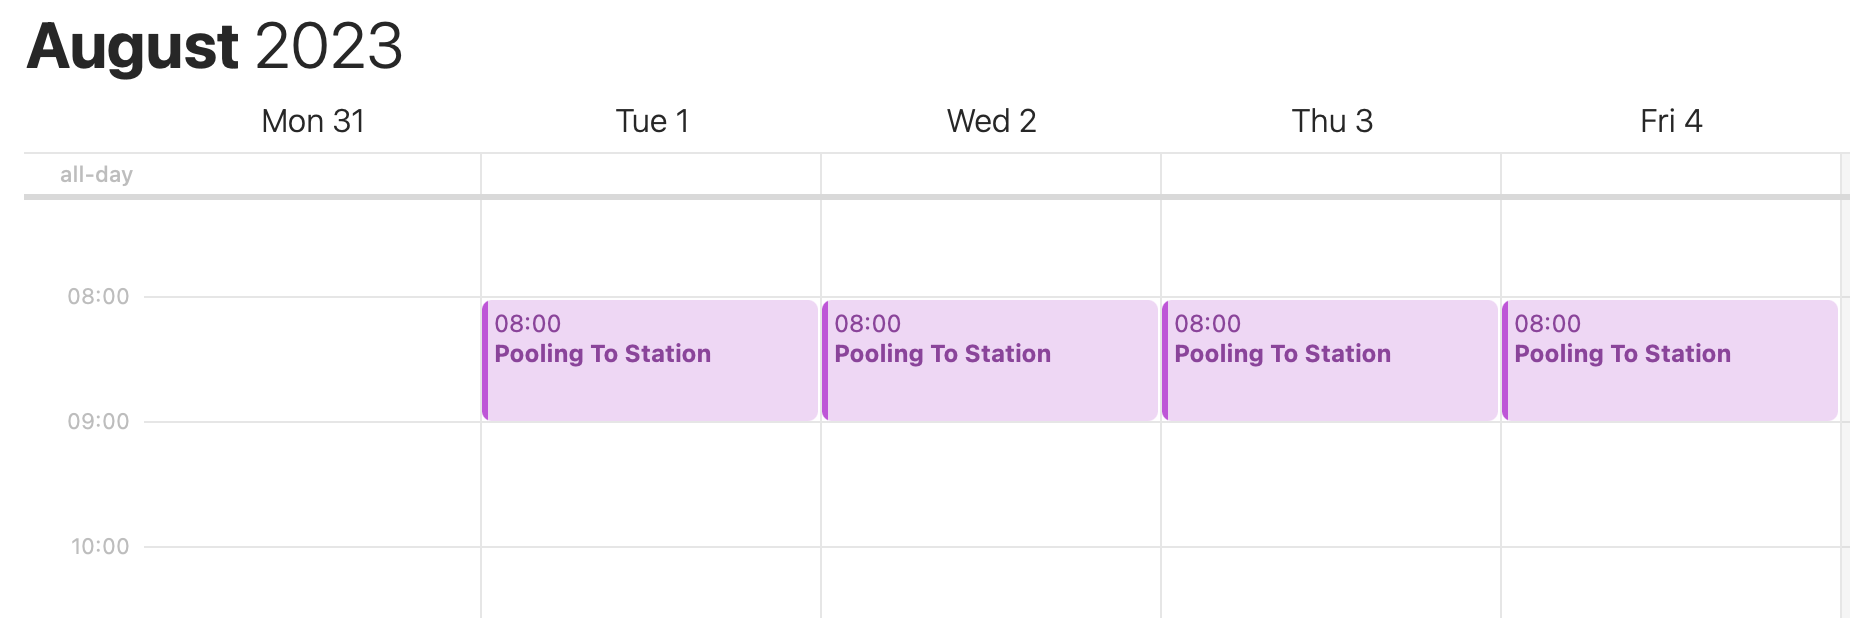 August 2023
Mon 31 Tue 1 Wed 2 Thu 3 Fri 4
all-day
08:00
08:00 08:00 08:00 08:00
Pooling To Station Pooling To Station Pooling To Station Pooling To Station
09:00
10:00